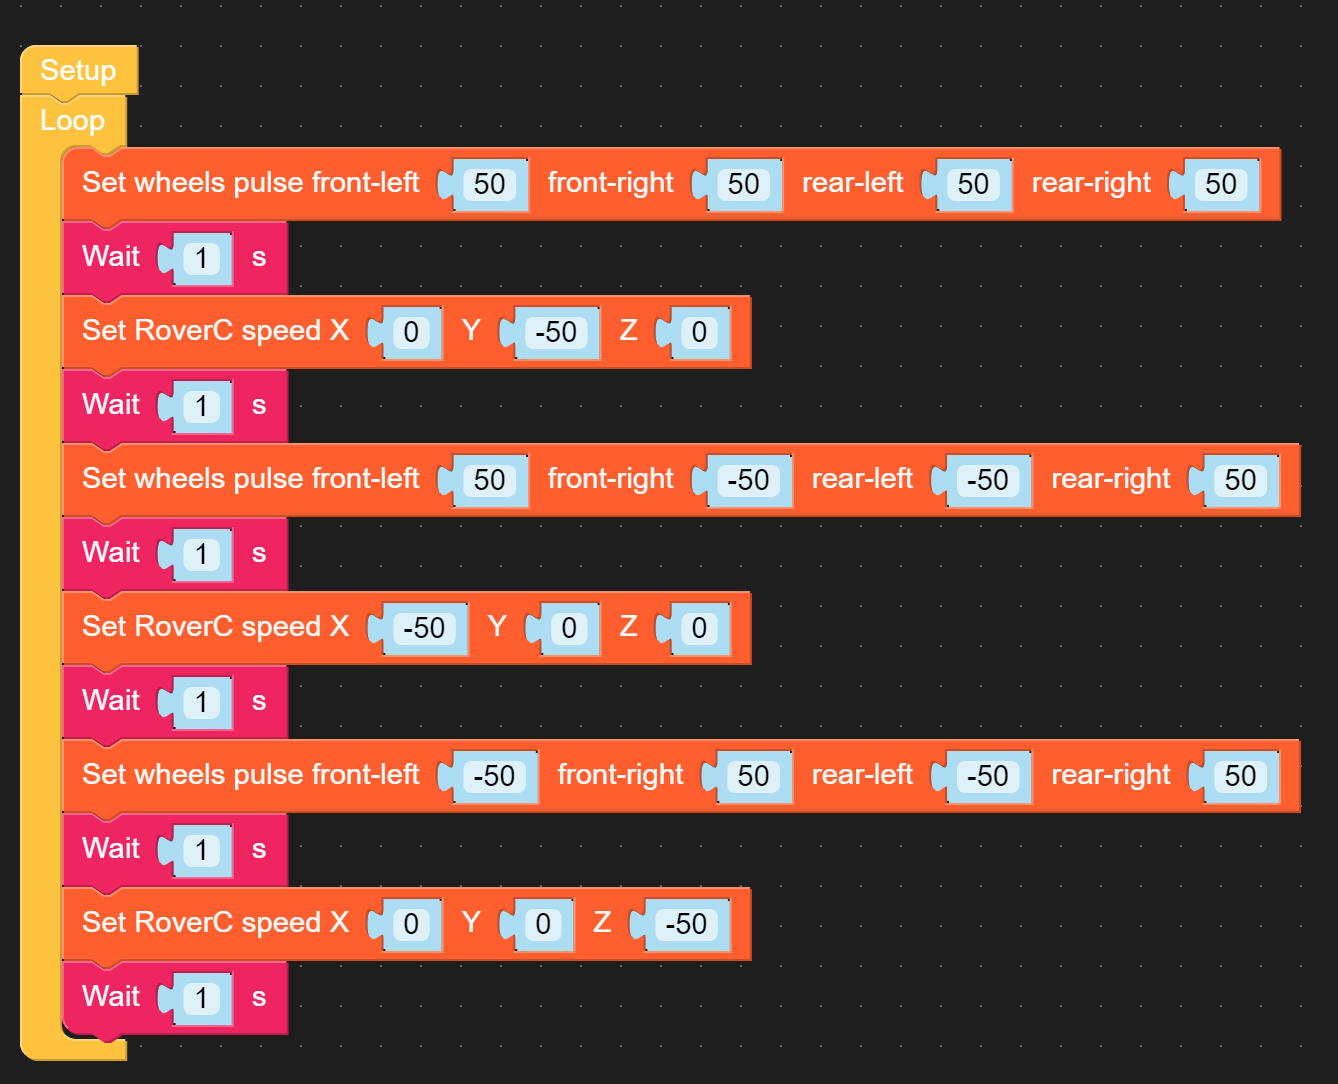 Setup
Loop
Set wheels pulse front-left 50 front-right 50 rear-left 50 rear-right 50
Wait 1 s
Set RoverC speed X 0 Y -50 Z 0
Wait 1 s
Set wheels pulse front-left 50 front-right -50 rear-left -50 rear-right 50
Wait 1 s
Set RoverC speed X -50 Y 0 Z 0
Wait 1 s
Set wheels pulse front-left -50 front-right 50 rear-left -50 rear-right 50
Wait 1 s
Set RoverC speed X 0 Y 0 Z -50
Wait 1 s